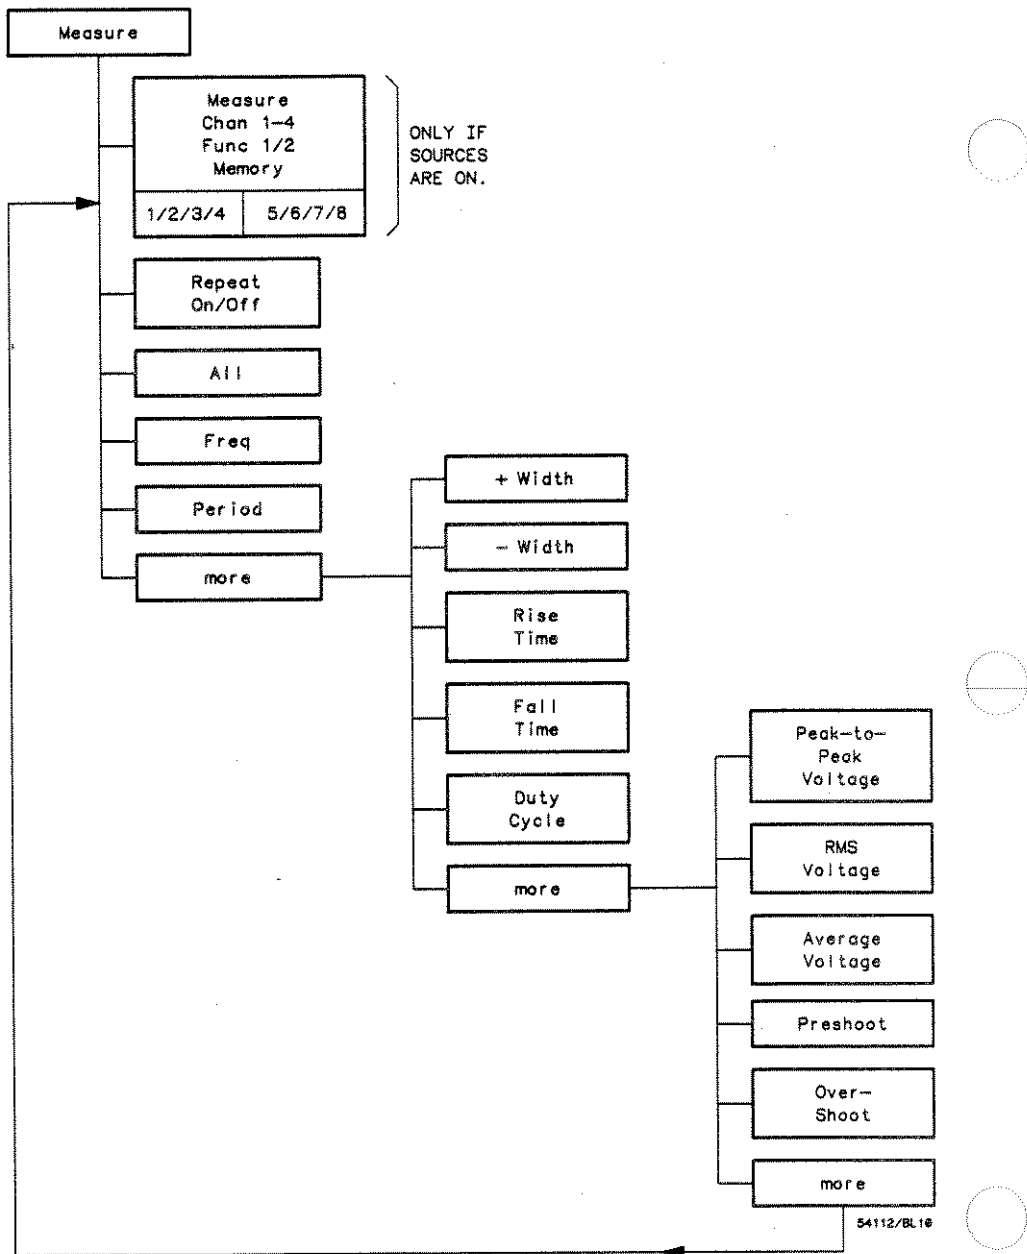 Measure
Measure
Chan 1-4
Func 1/2
Memory
1/2/3/4
5/6/7/8
ONLY IF
SOURCES
ARE ON.
Repeat
On/Off
All
Freq
Period
more
+ Width
- Width
Rise
Time
Fall
Time
Duty
Cycle
more
Peak-to-
Peak
Voltage
RMS
Voltage
Average
Voltage
Preshoot
Over-
Shoot
more
54112/BL10